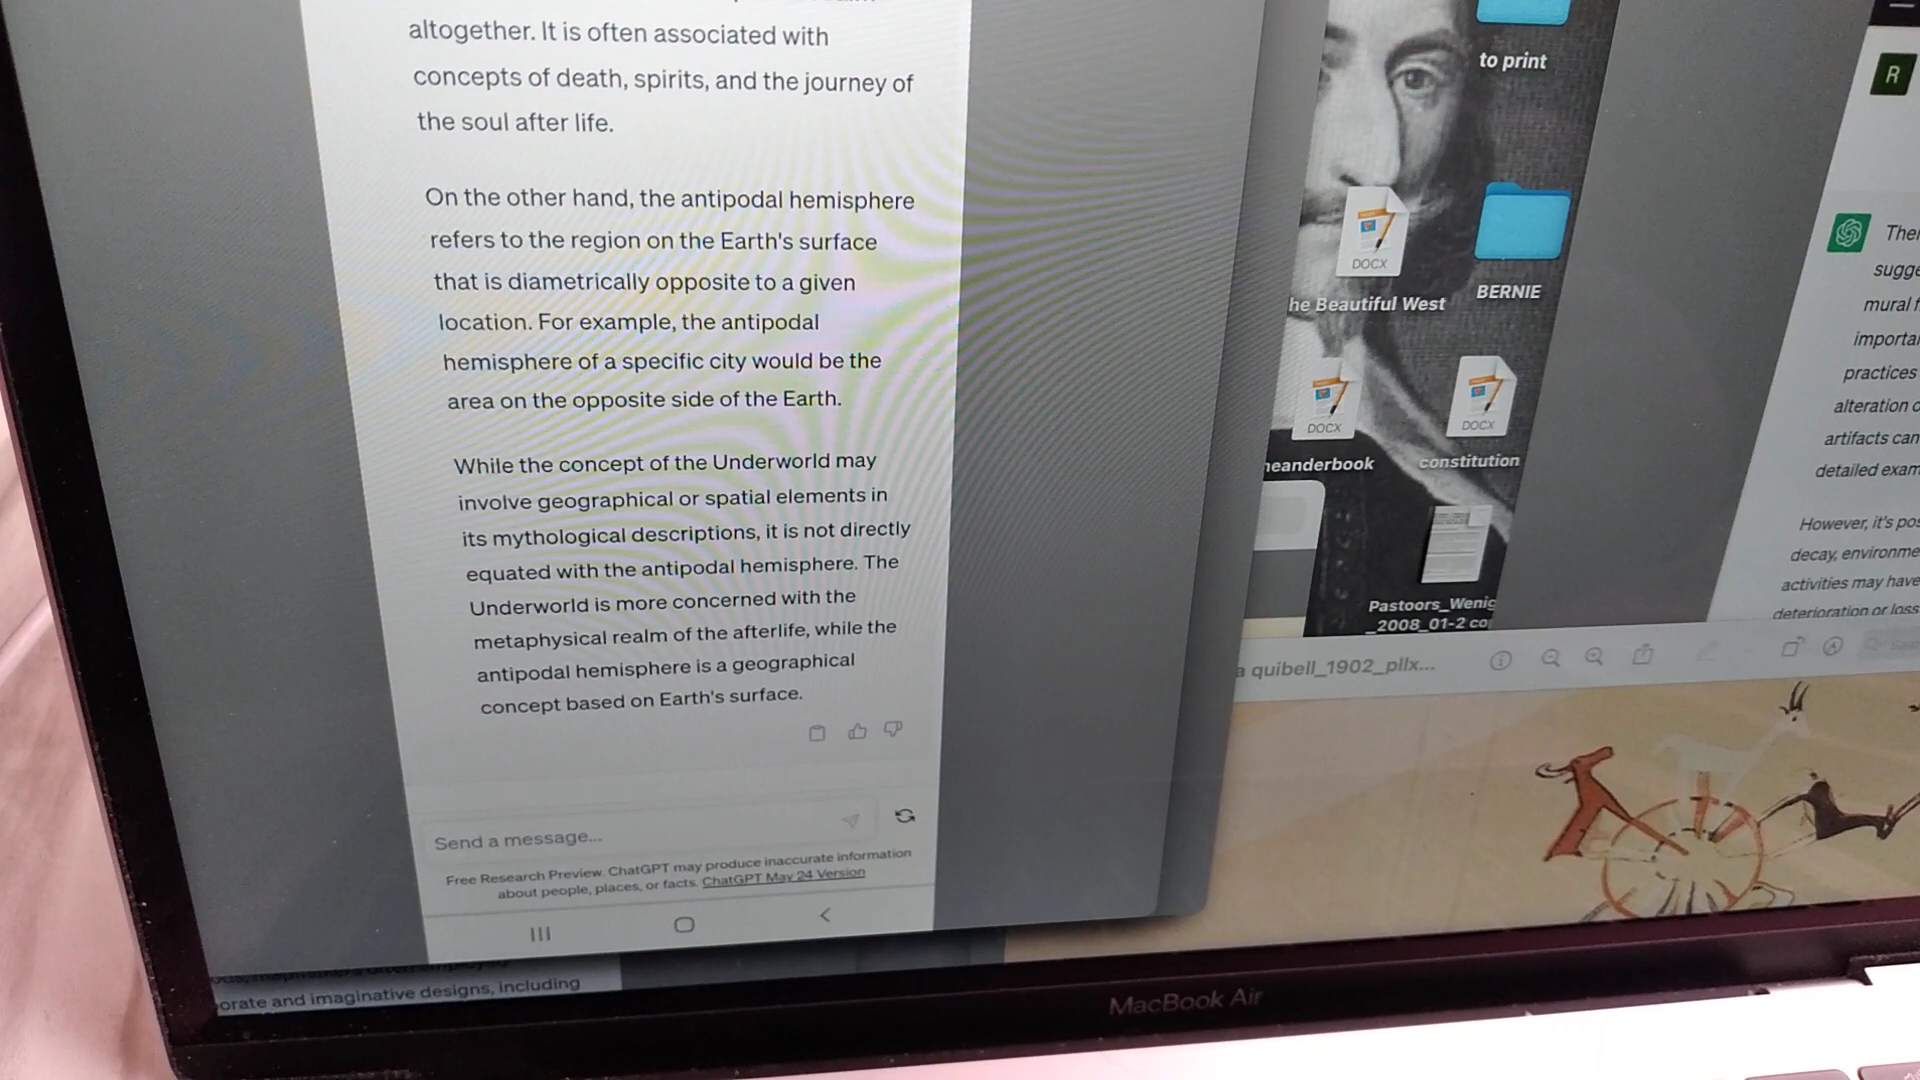 altogether. It is often associated with
concepts of death, spirits, and the journey of
the soul after life.
On the other hand, the antipodal hemisphere
refers to the region on the Earth's surface
that is diametrically opposite to a given
location. For example, the antipodal
hemisphere of a specific city would be the
area on the opposite side of the Earth.
While the concept of the Underworld may
involve geographical or spatial elements in
its mythological descriptions, it is not directly
equated with the antipodal hemisphere. The
Underworld is more concerned with the
metaphysical realm of the afterlife, while the
antipodal hemisphere is a geographical
concept based on Earth's surface.
Send a message...
Free Research Preview. ChatGPT may produce inaccurate information
about people, places, or facts. ChatGPT May 24 Version
orate and imaginative designs, including
to print
DOCX
he Beautiful West
BERNIE
DOCX
neanderbook
DOCX
constitution
Pastoors_Wenig
_2008_01-2 co
a quibell_1902_pllx...
R
Ther
sugge
mural f
importa
practices
alteration o
artifacts can
detailed exam
However, it's pos
decay, environme
activities may have
deterioration or loss
MacBook Air